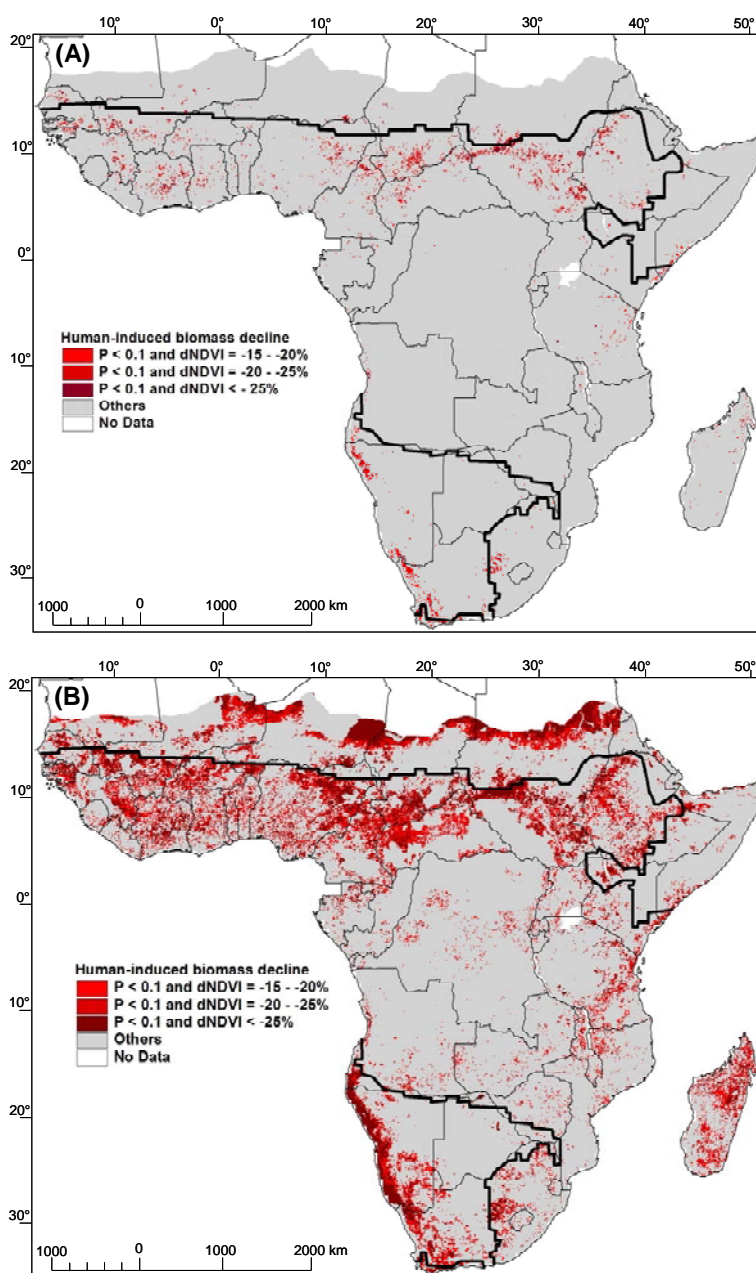 10° 0° 10° 20° 30° 40° 50°
20°
(A)
10°
0°
Human-induced biomass decline
P < 0.1 and dNDVI = -15 - -20%
P < 0.1 and dNDVI = -20 - -25%
P < 0.1 and dNDVI < - 25%
Others
No Data
10°
20°
30°
1000 0 1000 2000 km
10° 0° 10° 20° 30° 40° 50°
20°
(B)
10°
0°
Human-induced biomass decline
P < 0.1 and dNDVI = -15 - -20%
P < 0.1 and dNDVI = -20 - -25%
P < 0.1 and dNDVI < -25%
Others
No Data
10°
20°
30°
1000 0 1000 2000 km